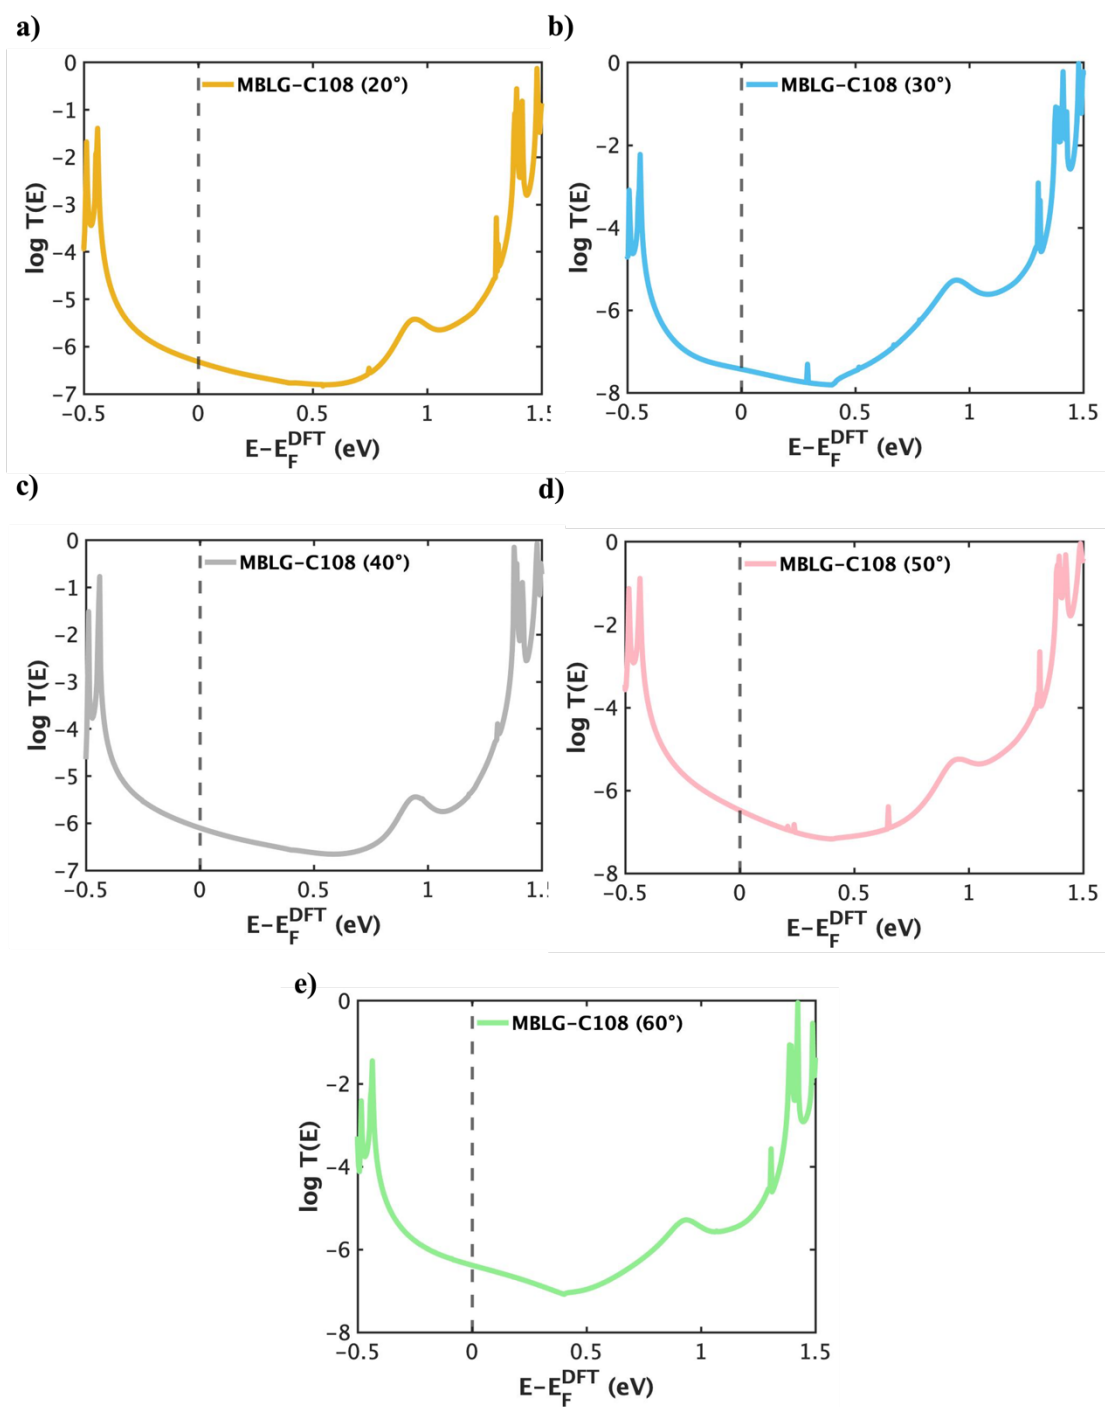 a)
0
-1
-2
-3
-4
-5
-6
-7
log T(E)
MBLG-C108 (20°)
-0.5 0 0.5 1 1.5
E-E_F^DFT (eV)
b)
0
-2
-4
-6
-8
log T(E)
MBLG-C108 (30°)
-0.5 0 0.5 1 1.5
E-E_F^DFT (eV)
c)
0
-1
-2
-3
-4
-5
-6
-7
log T(E)
MBLG-C108 (40°)
-0.5 0 0.5 1 1.5
E-E_F^DFT (eV)
d)
0
-2
-4
-6
-8
log T(E)
MBLG-C108 (50°)
-0.5 0 0.5 1 1.5
E-E_F^DFT (eV)
e)
0
-2
-4
-6
-8
log T(E)
MBLG-C108 (60°)
-0.5 0 0.5 1 1.5
E-E_F^DFT (eV)